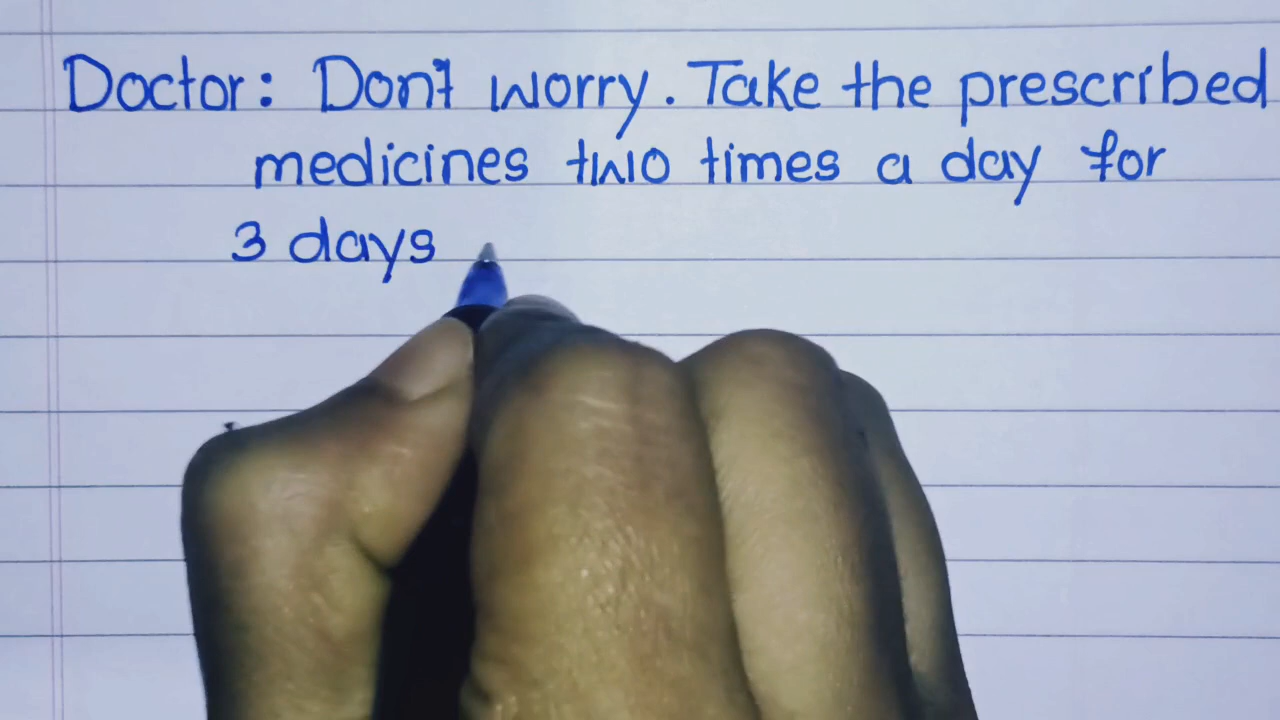 Doctor: Don't worry. Take the prescribed
medicines two times a day for
3 days